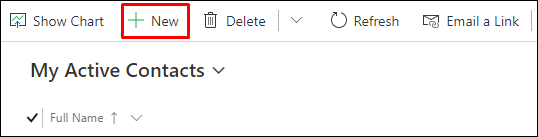 Show Chart New Delete Refresh Email a Link
My Active Contacts
Full Name